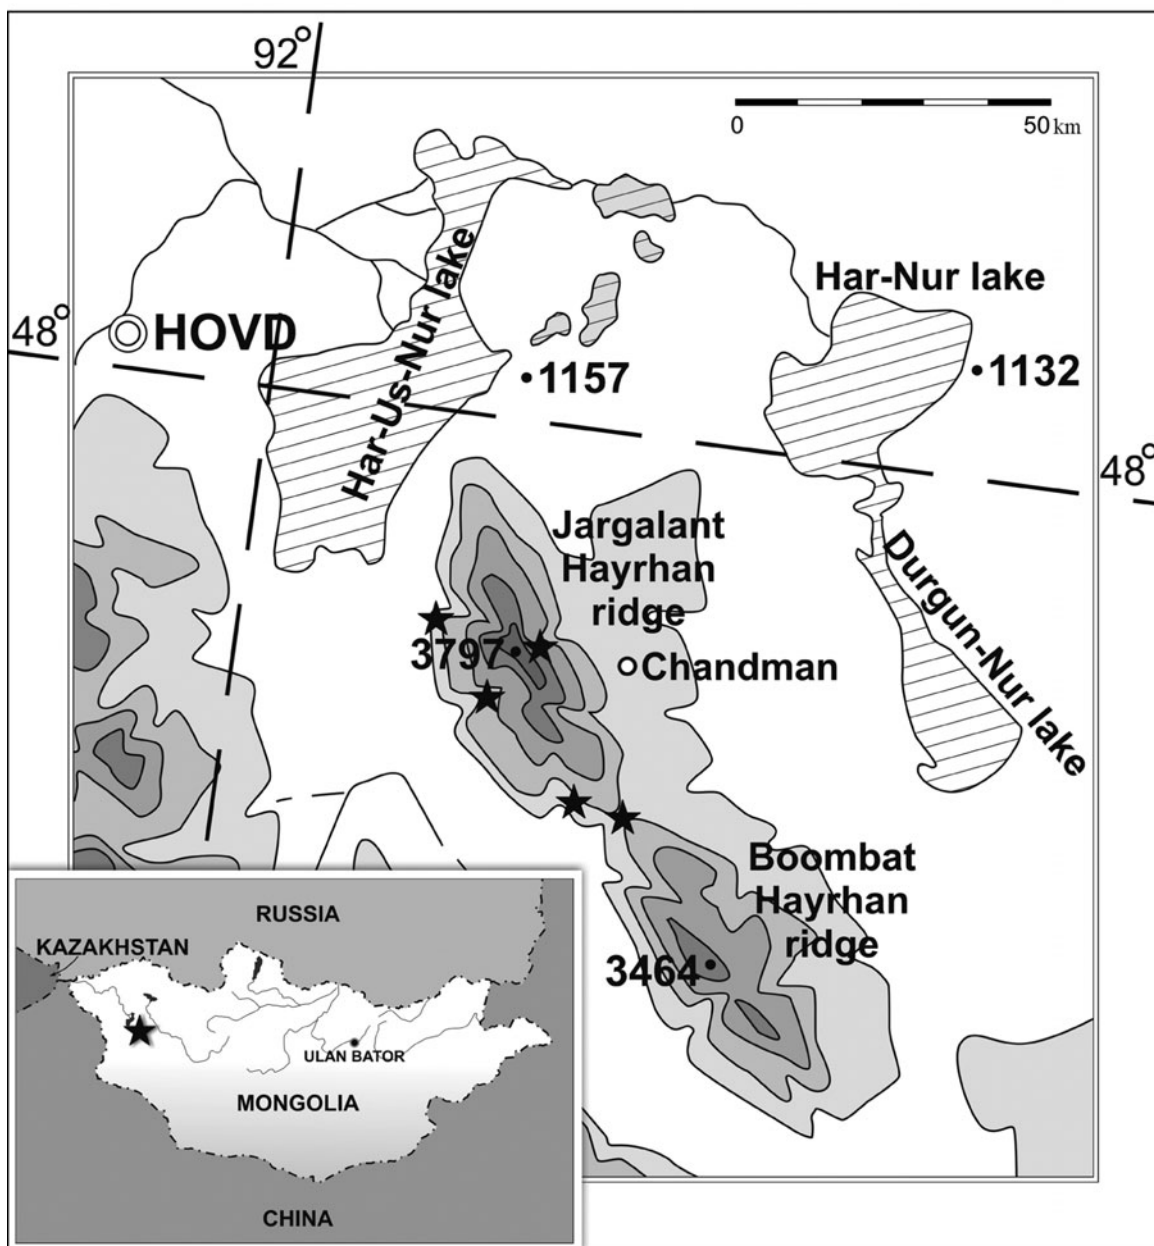 92°
0 50 km
Har-Nur lake
48°
HOVD
Har-Us-Nur lake
1157
1132
48°
Jargalant
Hayrhan
ridge
3797
Chandman
Durgun-Nur lake
Boombat
Hayrhan
ridge
3464
RUSSIA
KAZAKHSTAN
ULAN BATOR
MONGOLIA
CHINA